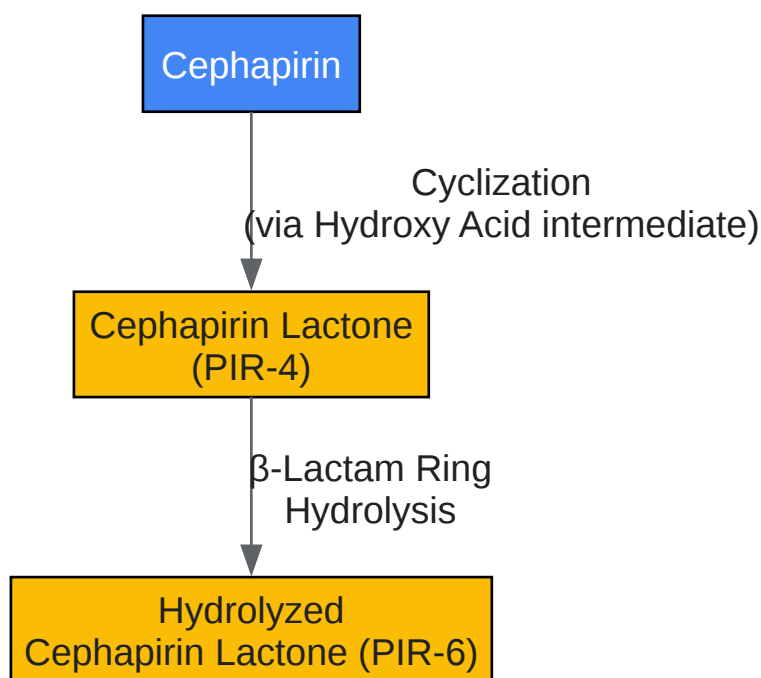 Cephapirin
Cyclization
(via Hydroxy Acid intermediate)
Cephapirin Lactone
(PIR-4)
β-Lactam Ring
Hydrolysis
Hydrolyzed
Cephapirin Lactone (PIR-6)